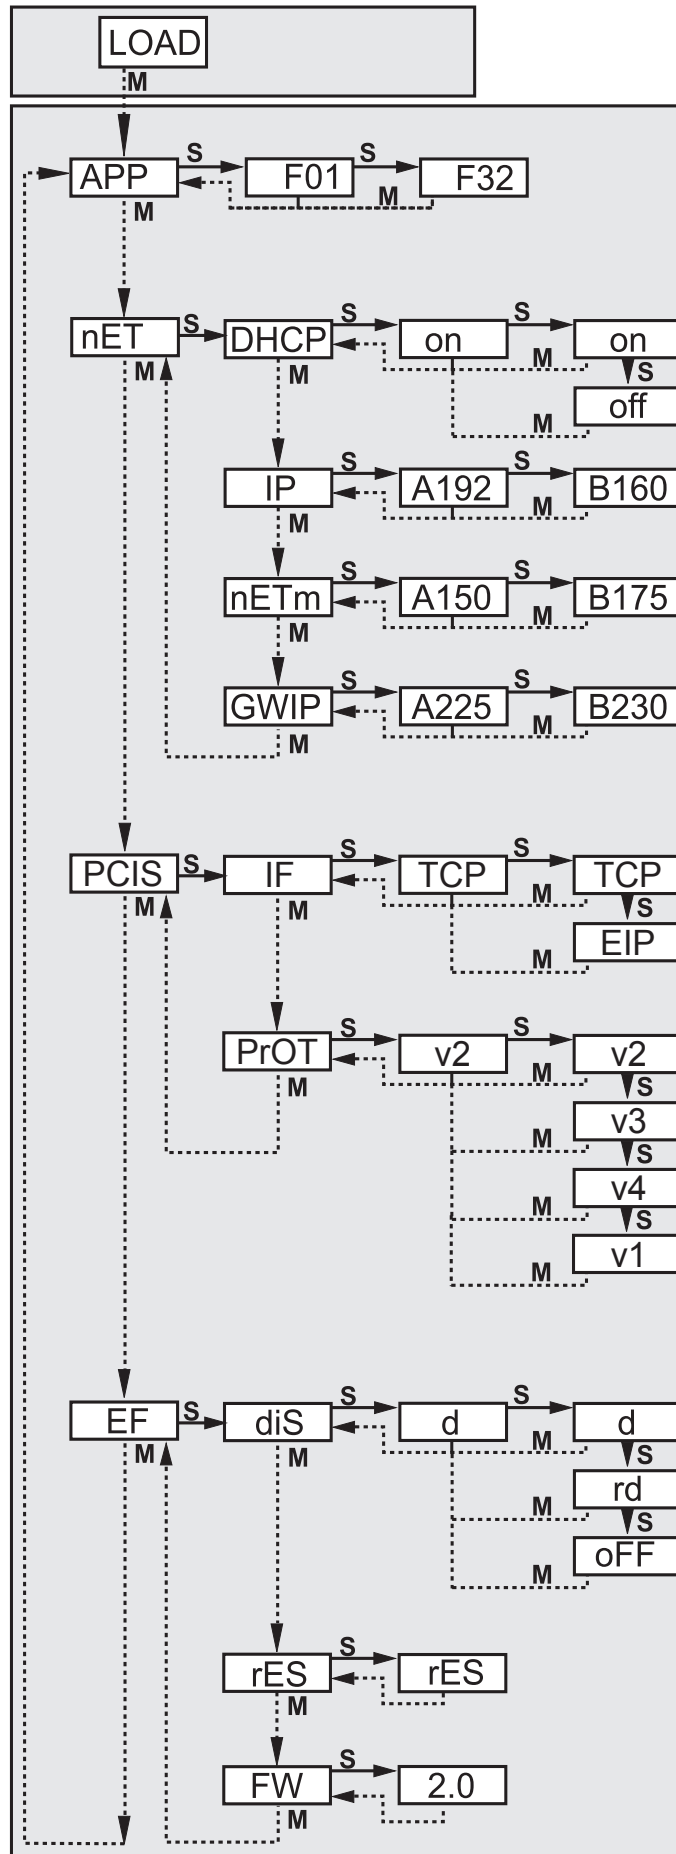 LOAD
M
S S
APP F01 F32
M M
S S
nET S DHCP on on
M M M S
off
M
S S
IP A192 B160
M M
S S
nETm A150 B175
M M
S S
GWIP A225 B230
M M
S S
PCIS S IF TCP TCP
M M M S
EIP
M
S S
PrOT v2 v2
M M S
v3
M S
v4
M S
v1
M
S S
EF S diS d d
M M M S
rd
M S
oFF
M
S
rES rES
M
S
FW 2.0
M